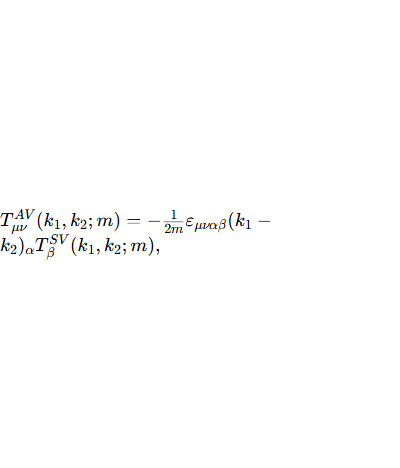 $T^{AV}_{\mu\nu}(k_1, k_2; m) = -\frac{1}{2m}\varepsilon_{\mu\nu\alpha\beta}(k_1 -$
$k_2)_{\alpha} T^{SV}_{\beta}(k_1, k_2; m),$